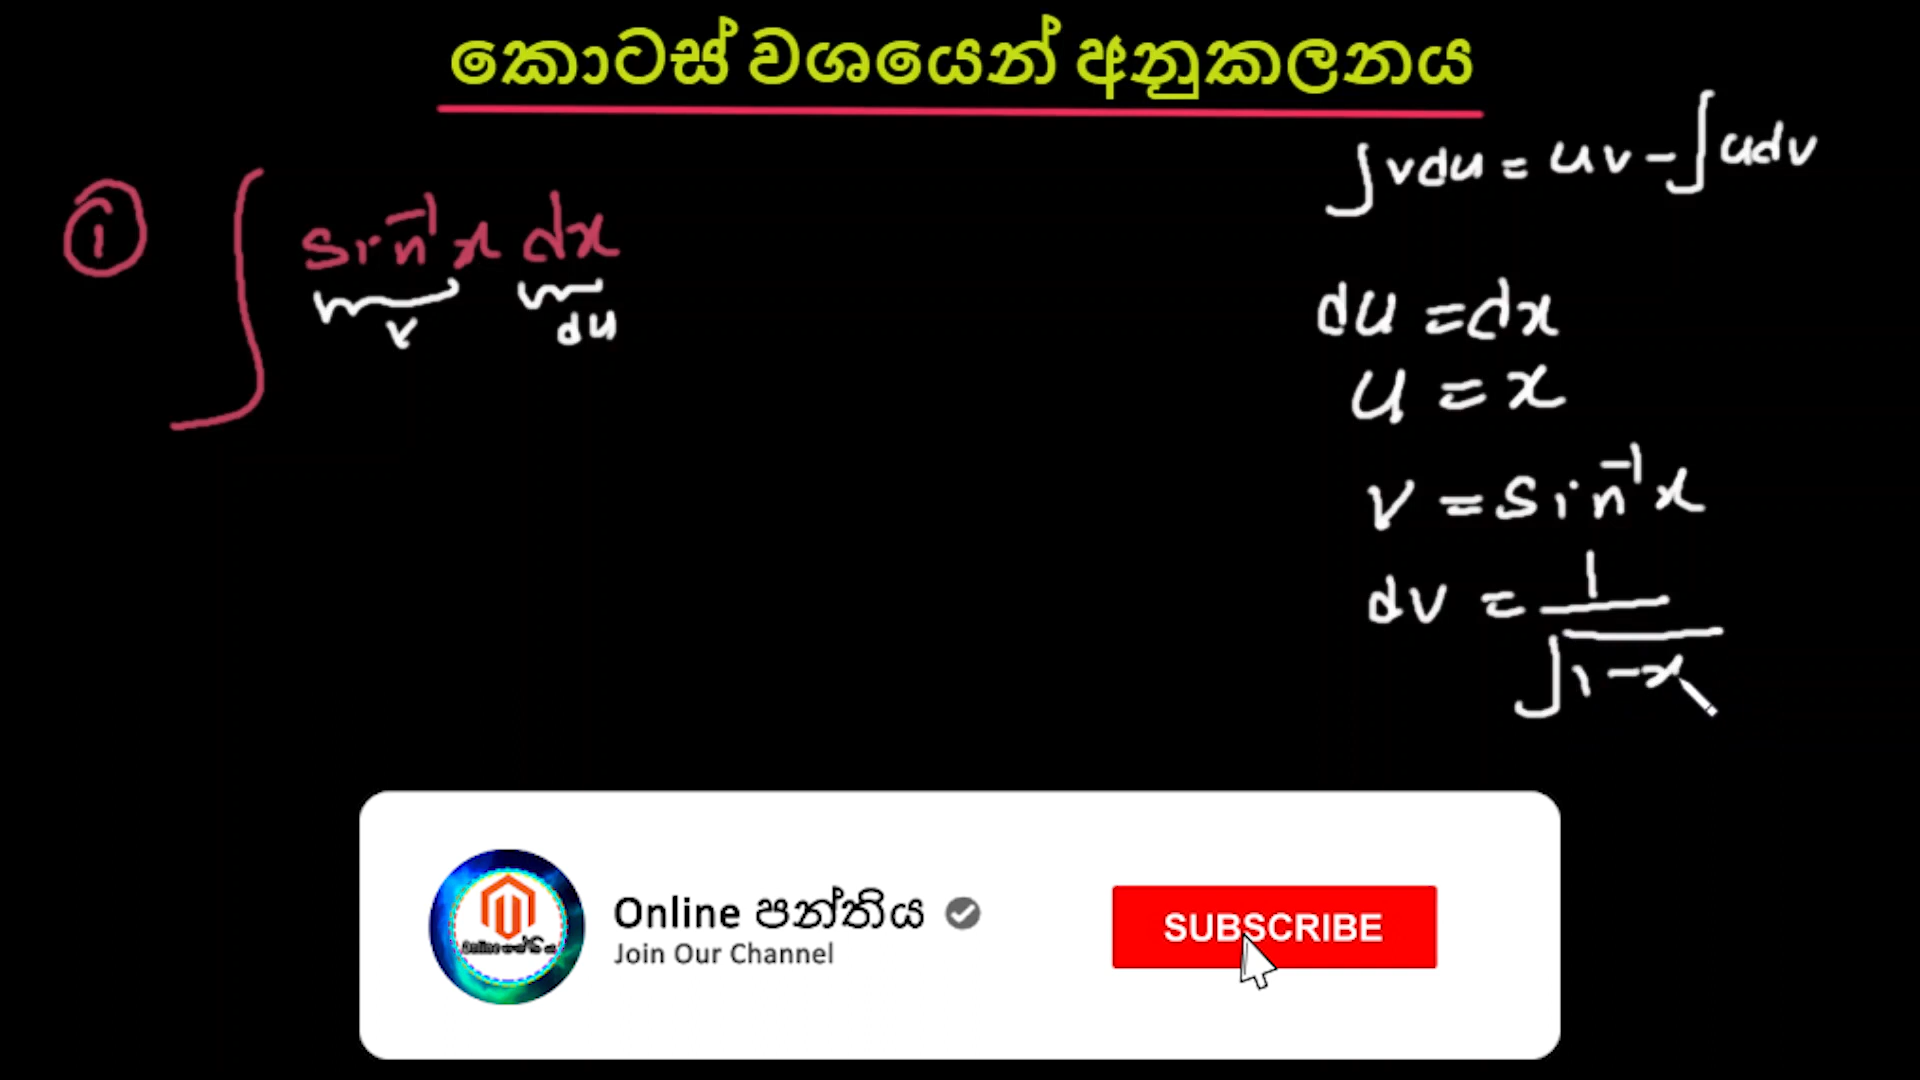 කොටස් වශයෙන් අනුකලනය
∫vdu = uv - ∫udv
① ∫ sin⁻¹x dx
v du
du = dx
u = x
v = sin⁻¹x
dv = 1/√1-x
Online පන්තිය
Join Our Channel
SUBSCRIBE